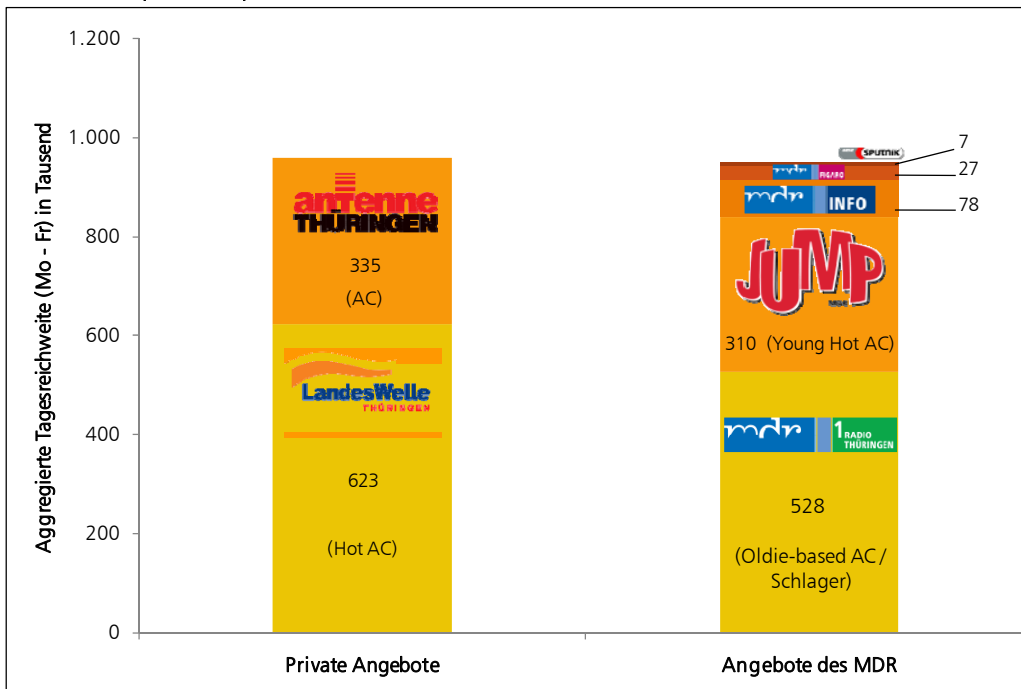 Aggregierte Tagesreichweite (Mo - Fr) in Tausend
1.200
1.000
800
600
400
200
0
antenne
THÜRINGEN
335
(AC)
LandesWelle
THÜRINGEN
623
(Hot AC)
Private Angebote
SPUTNIK
7
mdr FIGARO
27
mdr INFO
78
JUMP
MDR
310 (Young Hot AC)
mdr 1 RADIO
THÜRINGEN
528
(Oldie-based AC /
Schlager)
Angebote des MDR